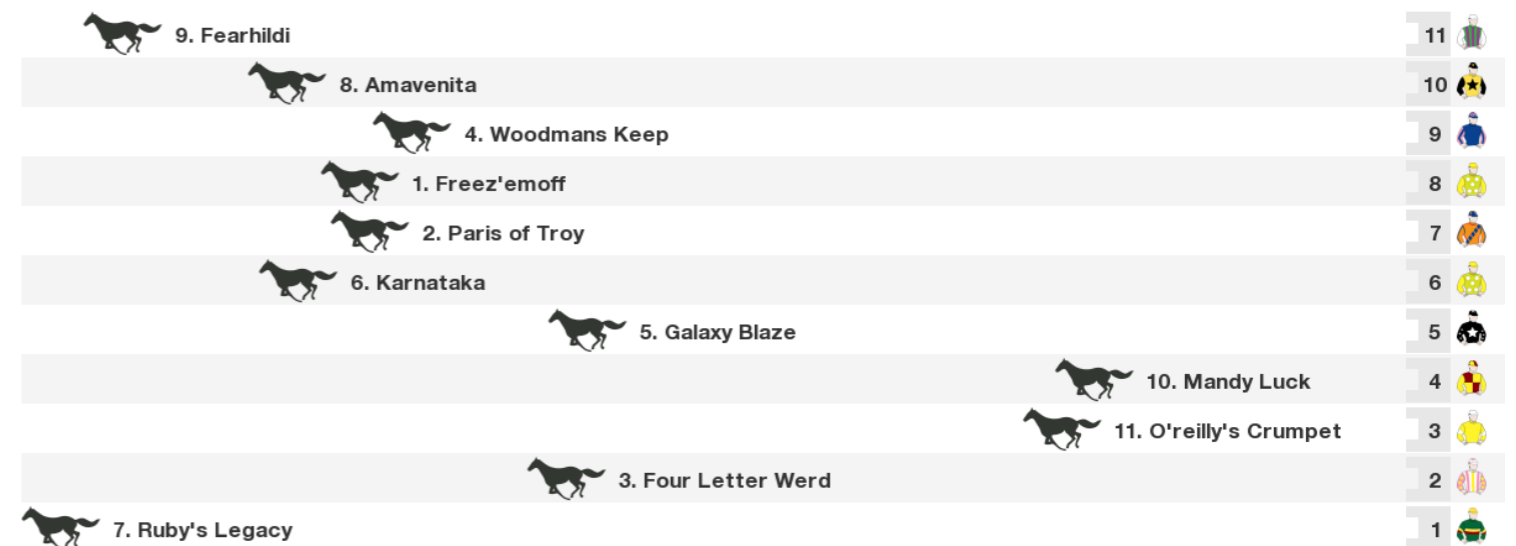 9. Fearhildi 11
8. Amavenita 10
4. Woodmans Keep 9
1. Freez'emoff 8
2. Paris of Troy 7
6. Karnataka 6
5. Galaxy Blaze 5
10. Mandy Luck 4
11. O'reilly's Crumpet 3
3. Four Letter Werd 2
7. Ruby's Legacy 1